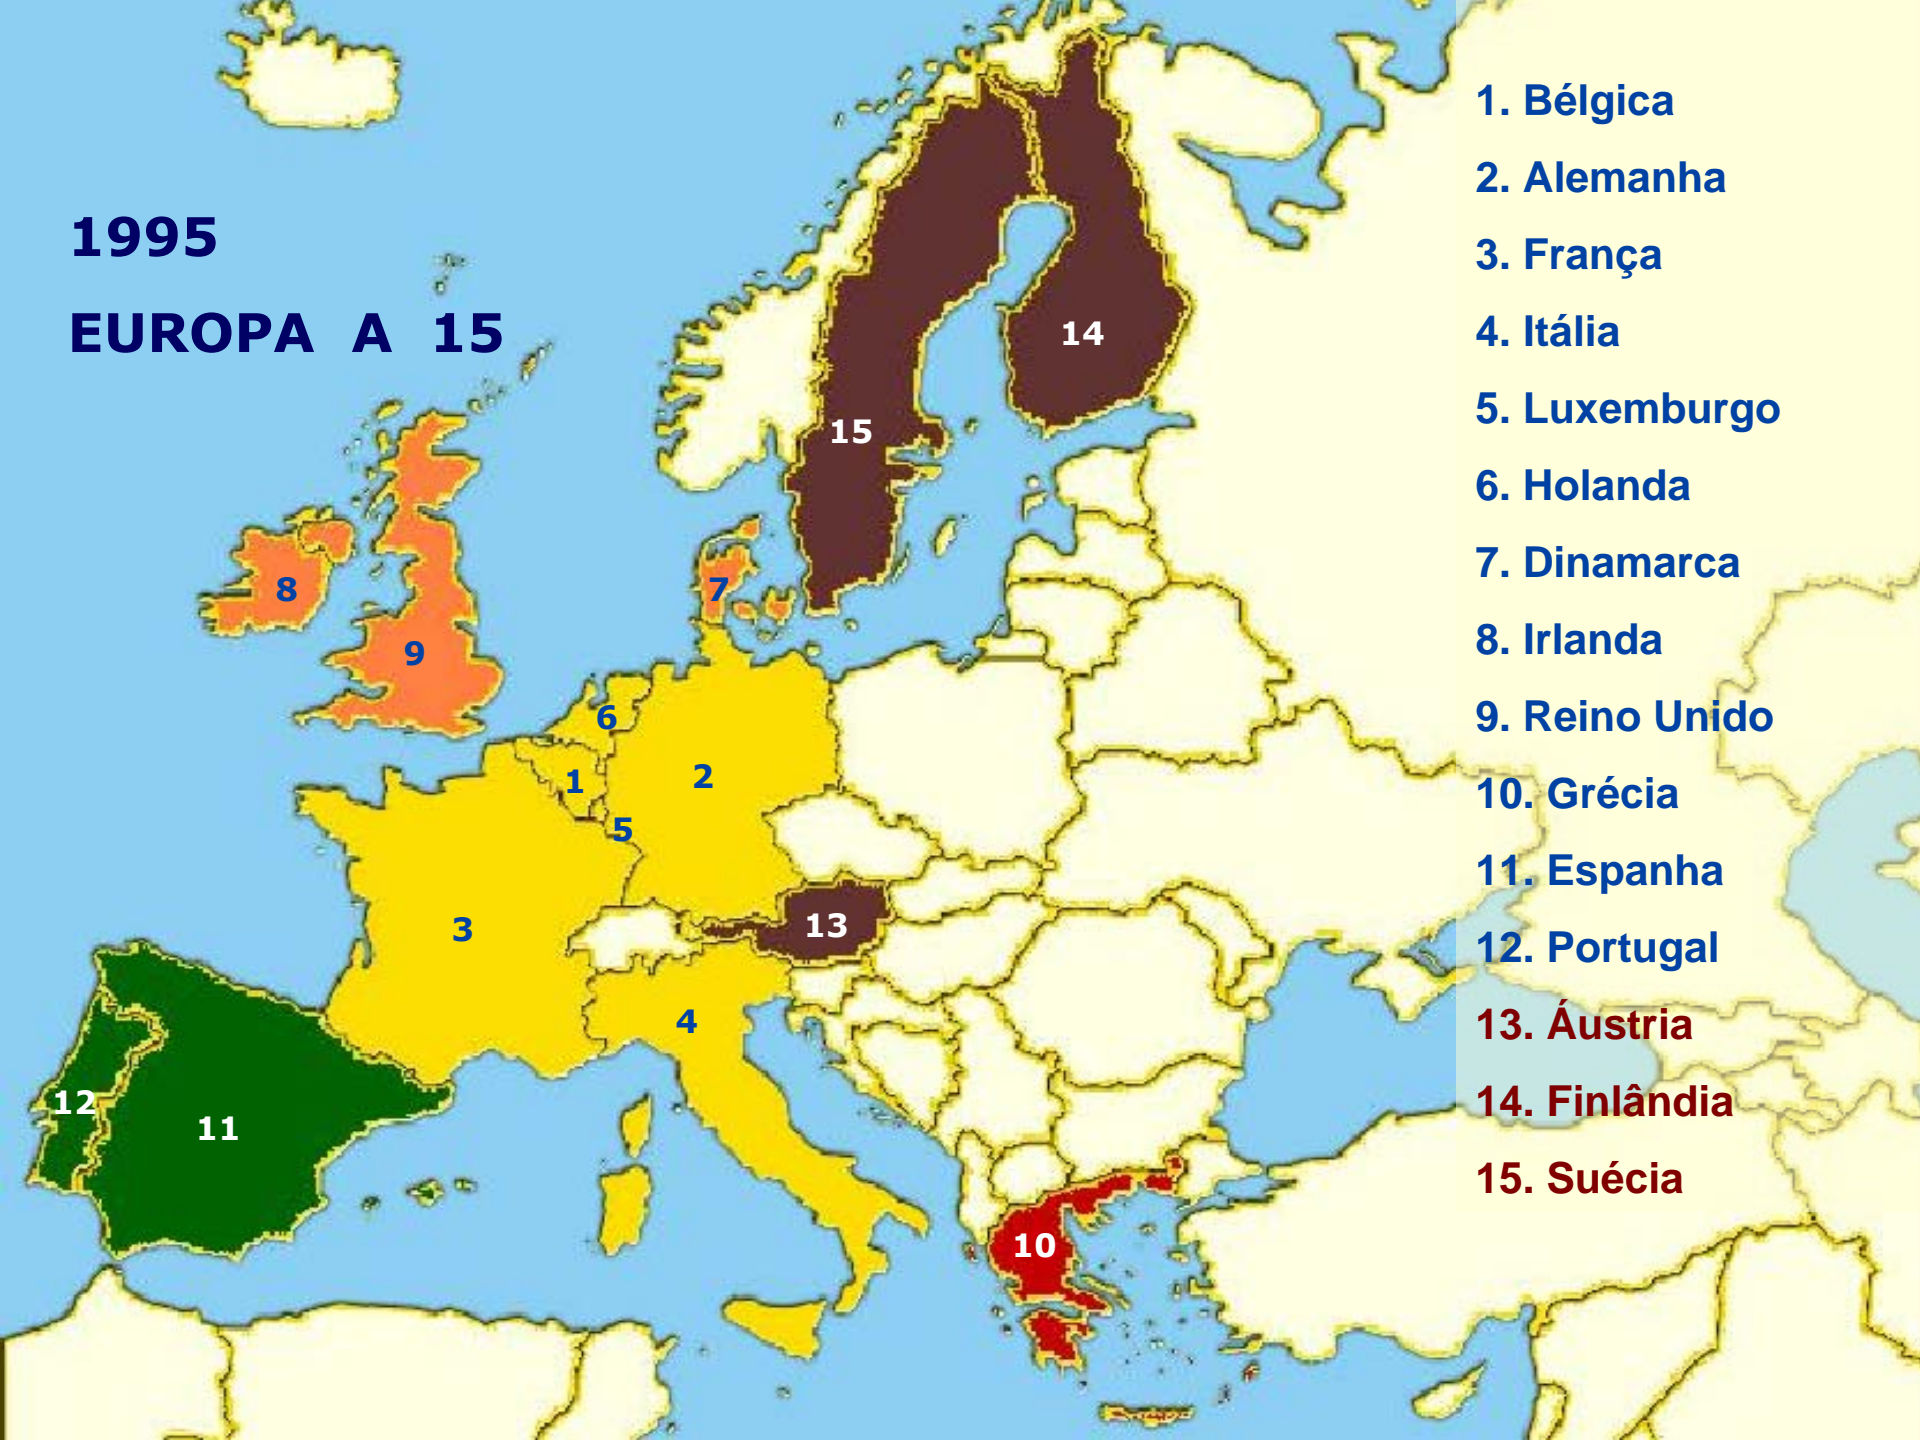 1995
EUROPA A 15
1. Bélgica
2. Alemanha
3. França
4. Itália
5. Luxemburgo
6. Holanda
7. Dinamarca
8. Irlanda
9. Reino Unido
10. Grécia
11. Espanha
12. Portugal
13. Áustria
14. Finlândia
15. Suécia
14
15
7
8
9
6
1
2
5
13
3
4
12
11
10